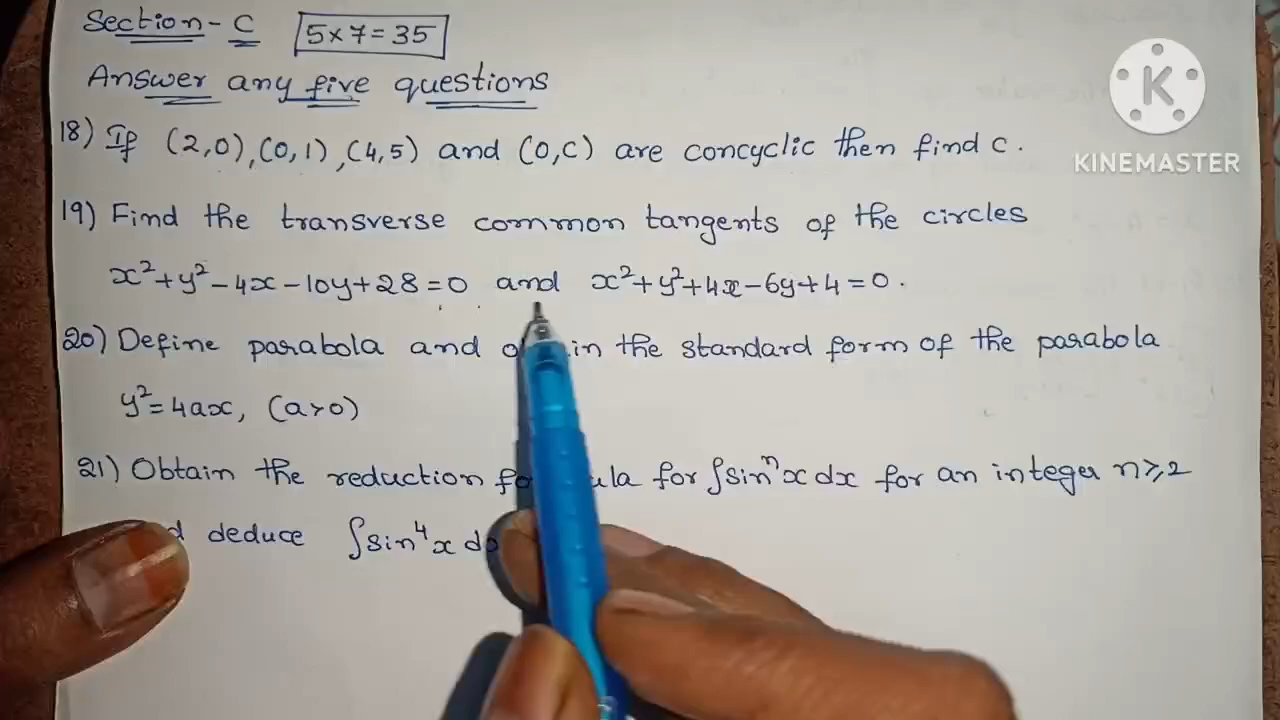 Section - C 5×7=35
Answer any five questions
18) If (2,0),(0,1),(4,5) and (0,C) are concyclic then find c.
19) Find the transverse common tangents of the circles
x²+y²-4x-10y+28=0 and x²+y²+4x-6y+4=0.
20) Define parabola and in the standard form of the parabola
y²=4ax, (a>0)
21) Obtain the reduction for ∫sinⁿx dx for an integer n≥2
deduce ∫sin⁴x
K
KINEMASTER